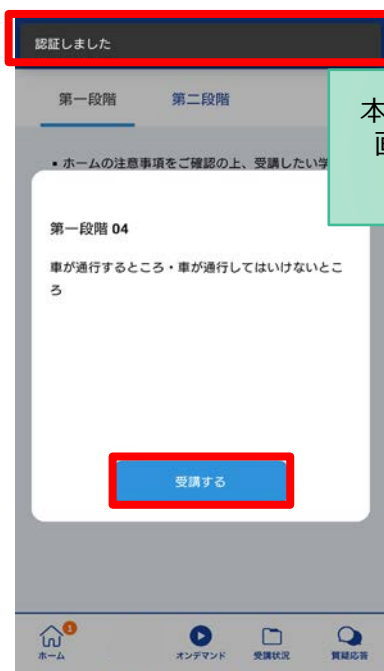 認証しました
第一段階
第二段階
本
画
• ホームの注意事項をご確認の上、受講したい学
第一段階 04
車が通行するところ・車が通行してはいけないとこ
ろ
受講する
1
ホーム
オンデマンド
受講状況
質疑応答